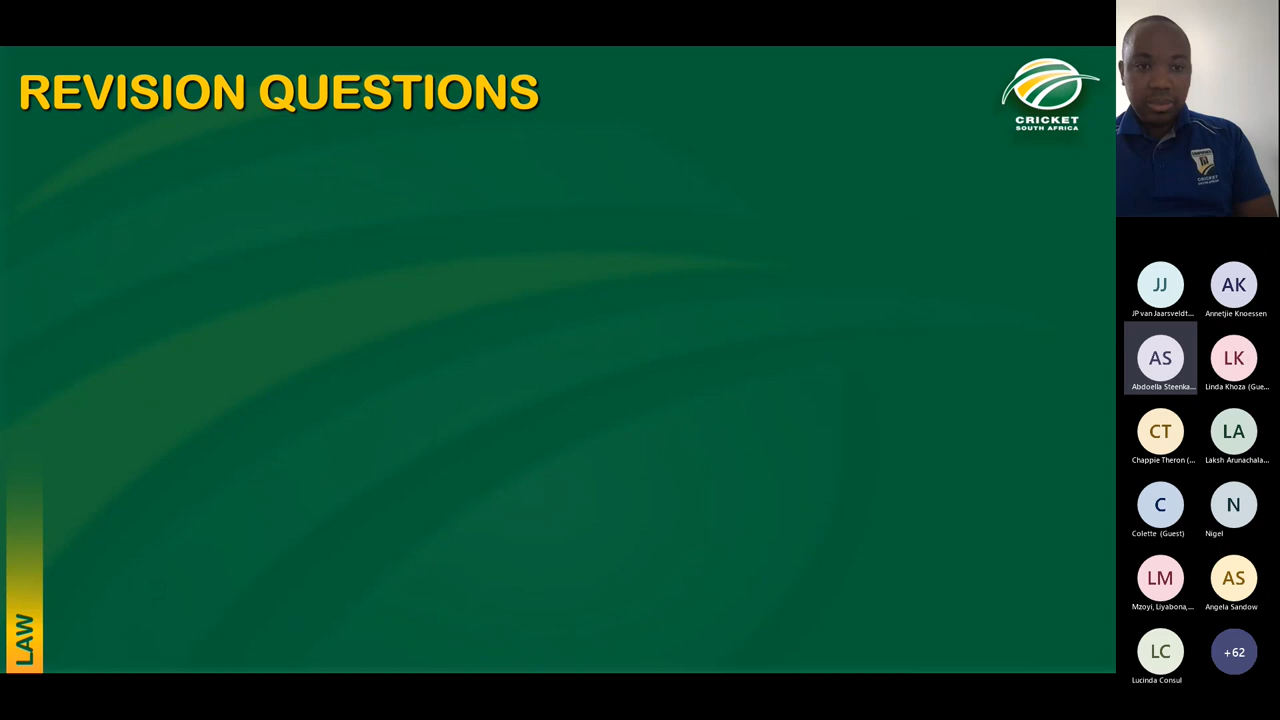 REVISION QUESTIONS
CRICKET
SOUTH AFRICA
LAW
CRICKET
JJ
AK
JP van Jaarsveldt...
Annetjie Knoessen
AS
LK
Abdoella Steenka...
Linda Khoza (Gue...
CT
LA
Chappie Theron (...
Laksh Arunachala...
C
N
Colette (Guest)
Nigel
LM
AS
Mzoyi, Liyabona,...
Angela Sandow
LC
+62
Lucinda Consul